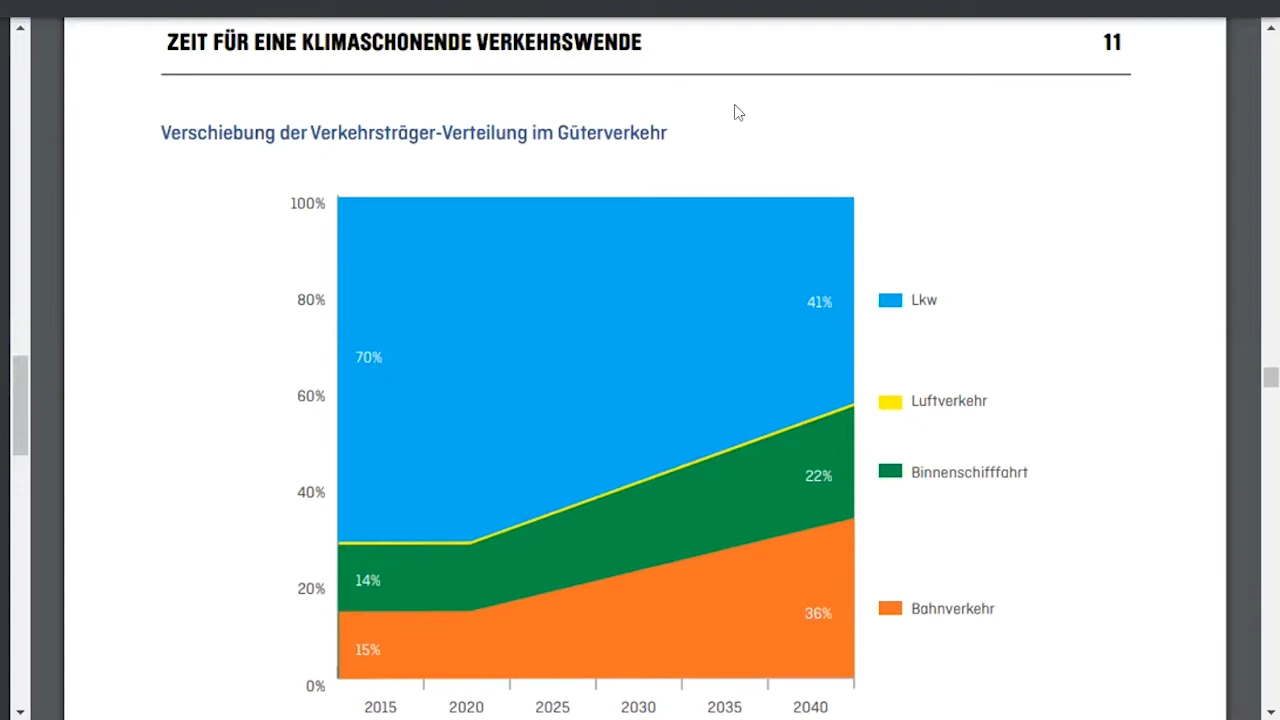 ZEIT FÜR EINE KLIMASCHONENDE VERKEHRSWENDE 11
Verschiebung der Verkehrsträger-Verteilung im Güterverkehr
100%
80%
60%
40%
20%
0%
70%
14%
15%
41%
22%
36%
Lkw
Luftverkehr
Binnenschifffahrt
Bahnverkehr
2015 2020 2025 2030 2035 2040